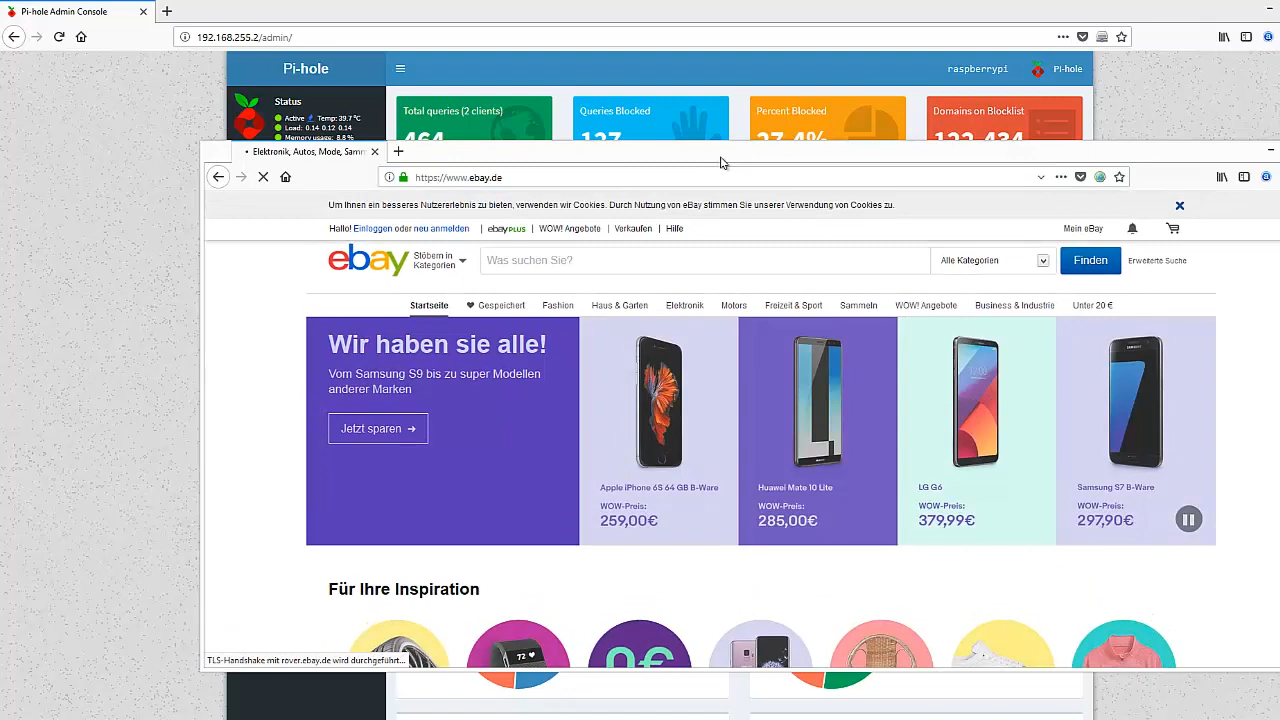 Pi-hole Admin Console
192.168.255.2/admin/
Pi-hole
raspberrypi
Pi-hole
Status
Active Temp: 39.7 °C
Load: 0.14 0.12 0.14
Memory usage: 8.8 %
Total queries (2 clients)
464
Queries Blocked
127
Percent Blocked
27.4%
Domains on Blocklist
122,434
Elektronik, Autos, Mode, Samm
https://www.ebay.de
Um Ihnen ein besseres Nutzererlebnis zu bieten, verwenden wir Cookies. Durch Nutzung von eBay stimmen Sie unserer Verwendung von Cookies zu.
Hallo! Einloggen oder neu anmelden | ebay PLUS | WOW! Angebote | Verkaufen | Hilfe
Mein eBay
ebay
Stöbern in
Kategorien
Was suchen Sie?
Alle Kategorien
Finden
Erweiterte Suche
Startseite Gespeichert Fashion Haus & Garten Elektronik Motors Freizeit & Sport Sammeln WOW! Angebote Business & Industrie Unter 20 €
Wir haben sie alle!
Vom Samsung S9 bis zu super Modellen
anderer Marken
Jetzt sparen →
Apple iPhone 6S 64 GB B-Ware
WOW-Preis:
259,00€
Huawei Mate 10 Lite
WOW-Preis:
285,00€
LG G6
WOW-Preis:
379,99€
Samsung S7 B-Ware
WOW-Preis:
297,90€
Für Ihre Inspiration
72
0€
TLS-Handshake mit rover.ebay.de wird durchgeführt...